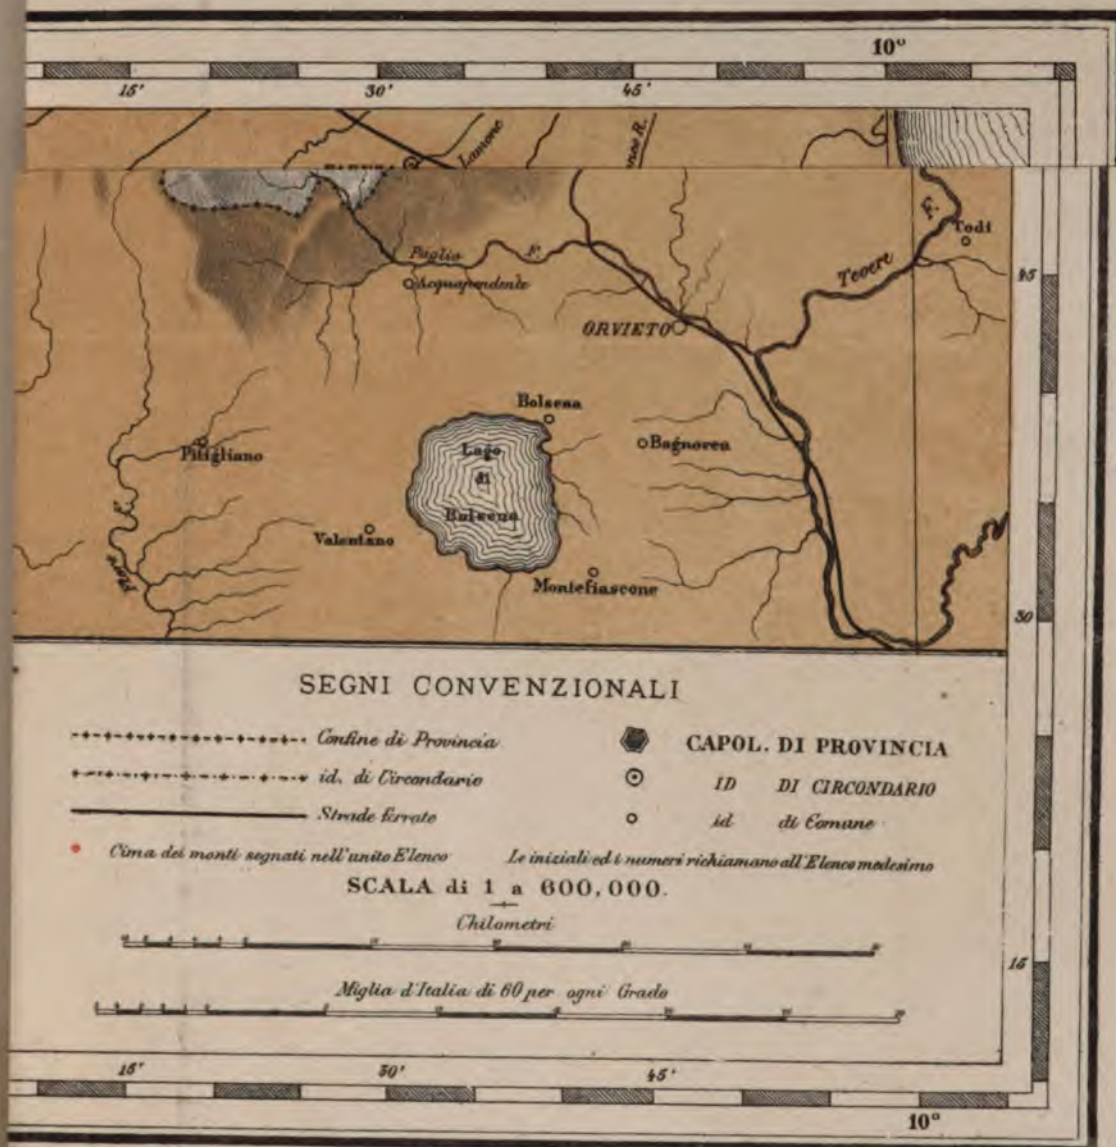 10°
15' 30' 45'
Lamone
Todi
F.
Tevere
Paglia F.
Acquapendente
45
ORVIETO
Bolsena
Bagnorea
Pitigliano
Lago
di
Bolsena
Valentano
Fiora F.
Montefiascone
30
SEGNI CONVENZIONALI
Confine di Provincia CAPOL. DI PROVINCIA
id. di Circondario ID DI CIRCONDARIO
Strade ferrate id di Comune
Cima dei monti segnati nell'unito Elenco Le iniziali ed i numeri richiamano all'Elenco medesimo
SCALA di 1 a 600,000.
Chilometri
15
Miglia d'Italia di 60 per ogni Grado
15' 30' 45'
10°